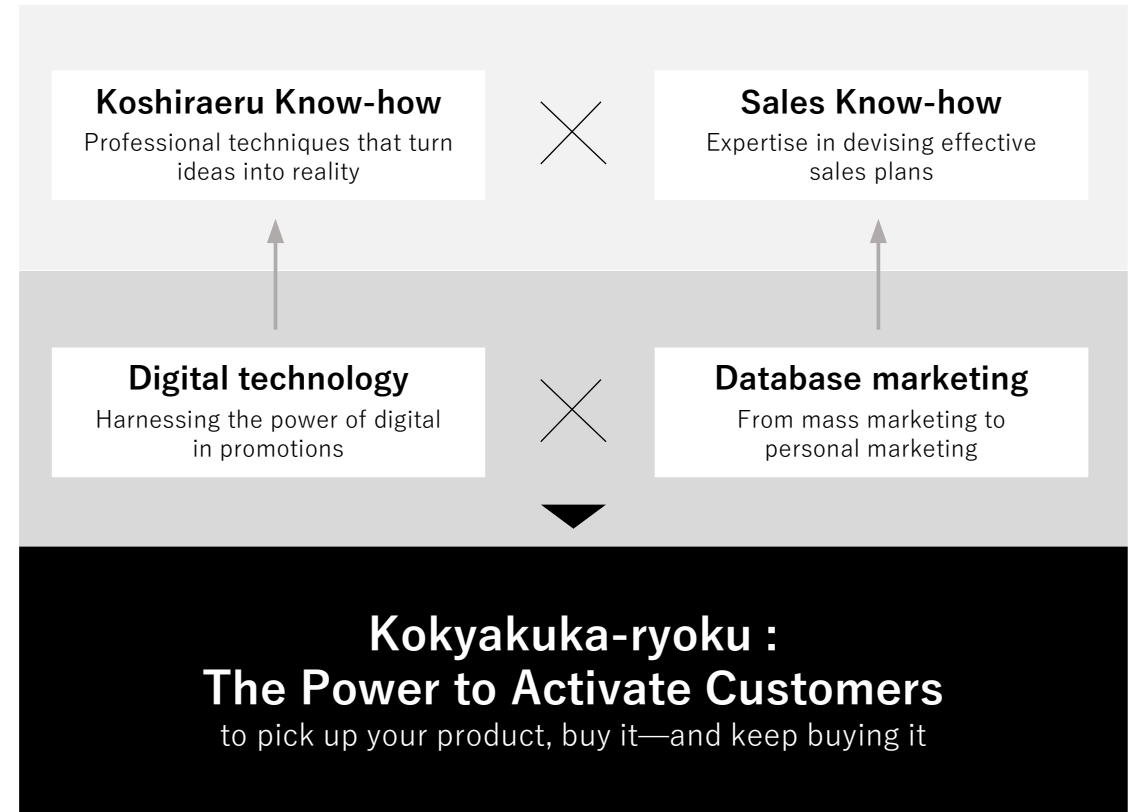 Koshiraeru Know-how
Professional techniques that turn
ideas into reality
Sales Know-how
Expertise in devising effective
sales plans
Digital technology
Harnessing the power of digital
in promotions
Database marketing
From mass marketing to
personal marketing
Kokyakuka-ryoku :
The Power to Activate Customers
to pick up your product, buy it—and keep buying it